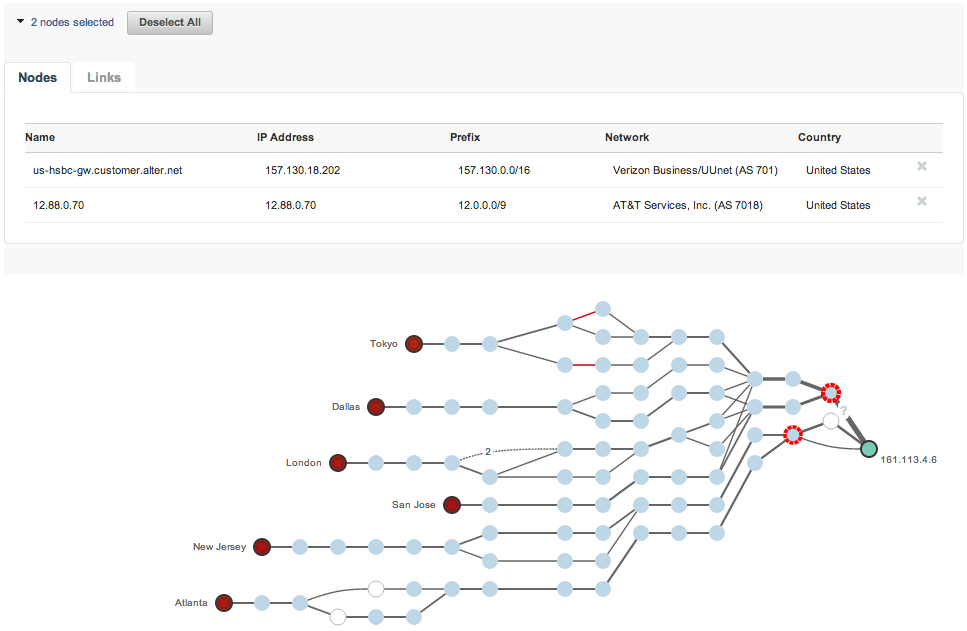 2 nodes selected Deselect All
Nodes Links
Name IP Address Prefix Network Country
us-hsbc-gw.customer.alter.net 157.130.18.202 157.130.0.0/16 Verizon Business/UUnet (AS 701) United States
12.88.0.70 12.88.0.70 12.0.0.0/9 AT&T Services, Inc. (AS 7018) United States
Tokyo
Dallas
?
London
2
161.113.4.6
San Jose
New Jersey
Atlanta